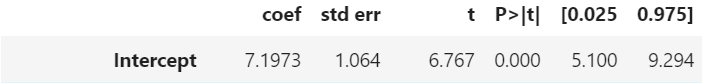 coef std err t P>|t| [0.025 0.975]
Intercept 7.1973 1.064 6.767 0.000 5.100 9.294